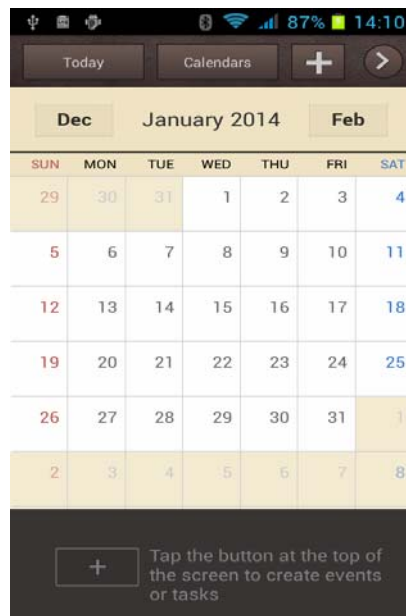 87% 14:10
Today Calendars + >
Dec January 2014 Feb
SUN MON TUE WED THU FRI SAT
29 30 31 1 2 3 4
5 6 7 8 9 10 11
12 13 14 15 16 17 18
19 20 21 22 23 24 25
26 27 28 29 30 31 1
2 3 4 5 6 7 8
+ Tap the button at the top of
the screen to create events
or tasks